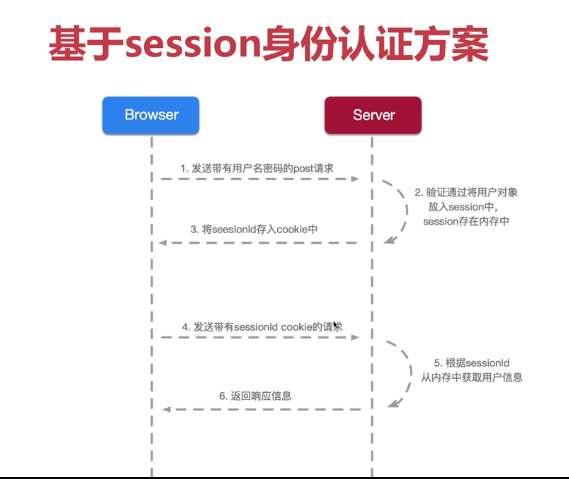 基于session身份认证方案
Browser
Server
1. 发送带有用户名密码的post请求
2. 验证通过将用户对象
放入session中，
session存在内存中
3. 将seesionId存入cookie中
4. 发送带有sessionId cookie的请求
5. 根据sessionId
从内存中获取用户信息
6. 返回响应信息